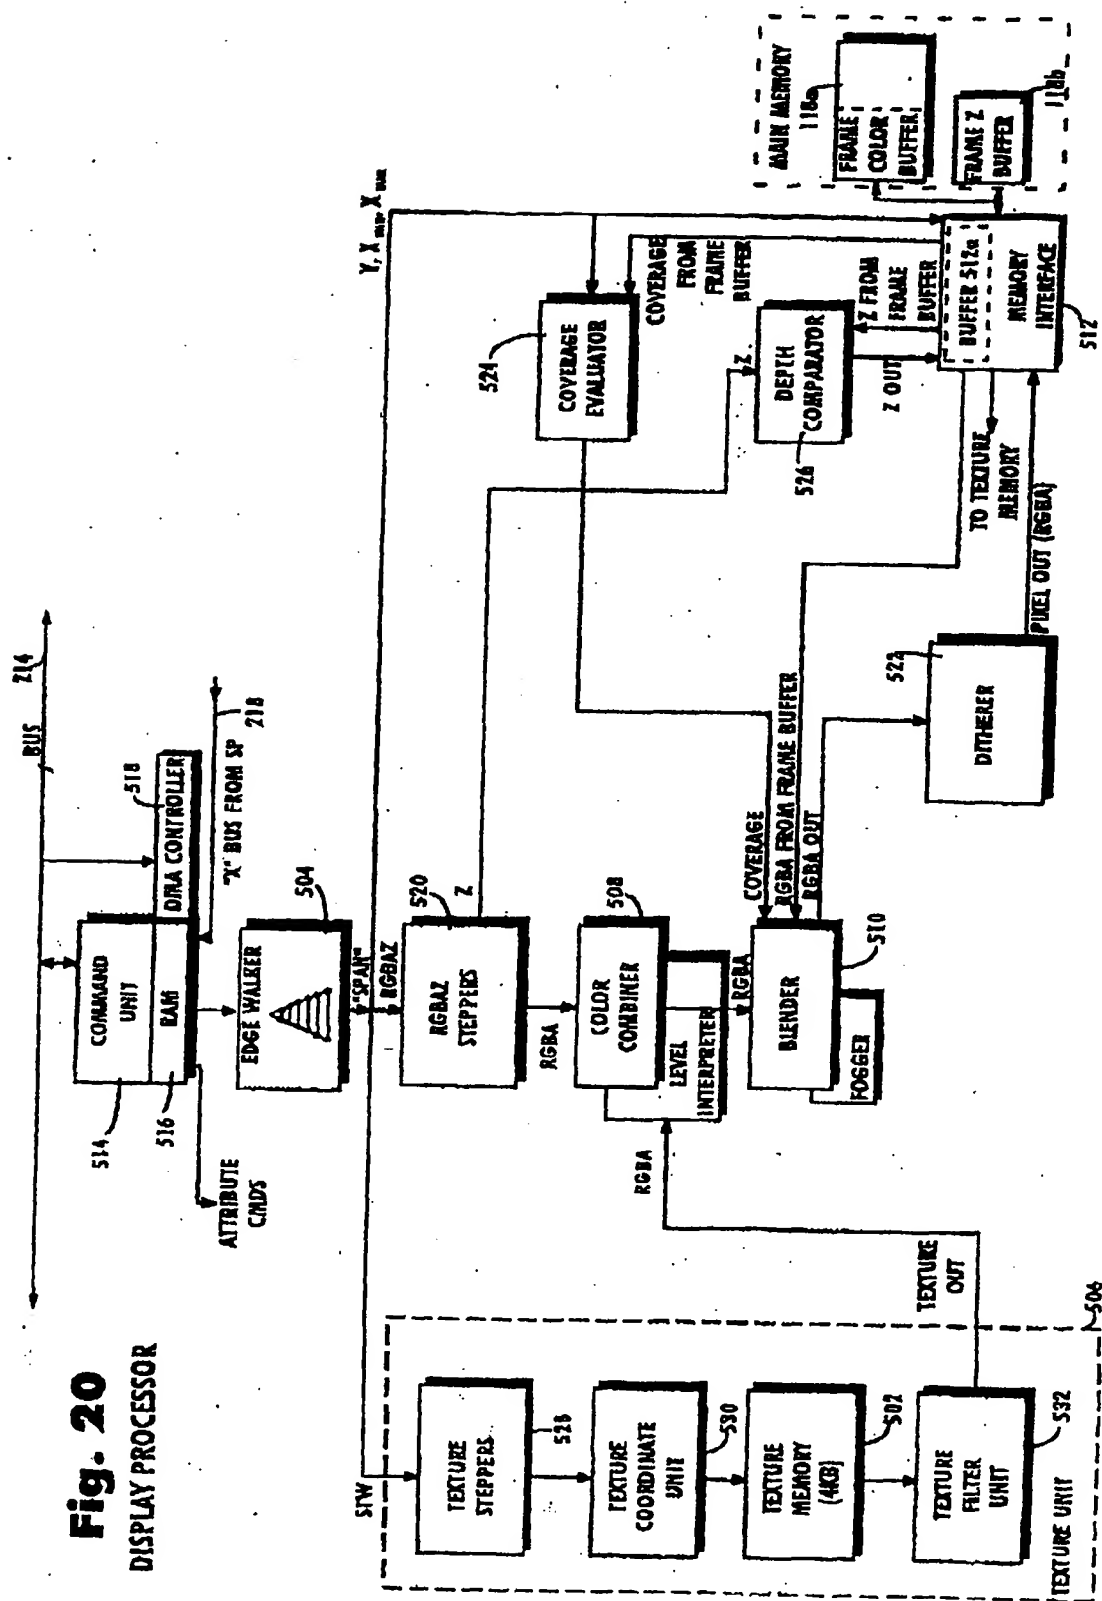 Fig. 20
DISPLAY PROCESSOR
BUS
214
514
COMMAND
UNIT
516
RAM
518
DMA CONTROLLER
"X" BUS FROM SP
218
ATTRIBUTE
CMDS
EDGE WALKER
504
"SPAN"
STW
RGBAZ
Y, X
, X
TEXTURE
STEPPERS
528
TEXTURE
COORDINATE
UNIT
530
TEXTURE
MEMORY
(4KB)
502
TEXTURE
FILTER
UNIT
532
TEXTURE UNIT
506
TEXTURE
OUT
RGBA
RGBAZ
STEPPERS
520
Z
RGBA
COLOR
COMBINER
508
LEVEL
INTERPRETER
RGBA
BLENDER
510
FOGGER
COVERAGE
RGBA FROM FRAME BUFFER
RGBA OUT
522
DITHERER
PIXEL OUT (RGBA)
524
COVERAGE
EVALUATOR
COVERAGE
FROM
FRAME
BUFFER
Z
DEPTH
COMPARATOR
526
Z OUT
Z FROM
FRAME
BUFFER
TO TEXTURE
MEMORY
BUFFER 512a
MEMORY
INTERFACE
512
MAIN MEMORY
118a
FRAME
COLOR
BUFFER
FRAME Z
BUFFER
118b